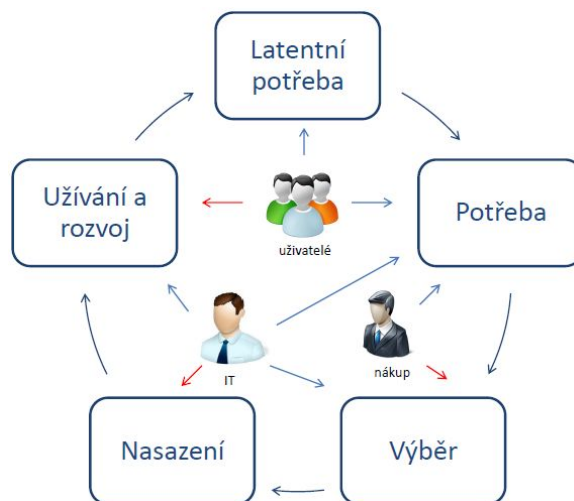 Latentní
potřeba
Užívání a
rozvoj
Potřeba
uživatelé
IT
nákup
Nasazení
Výběr